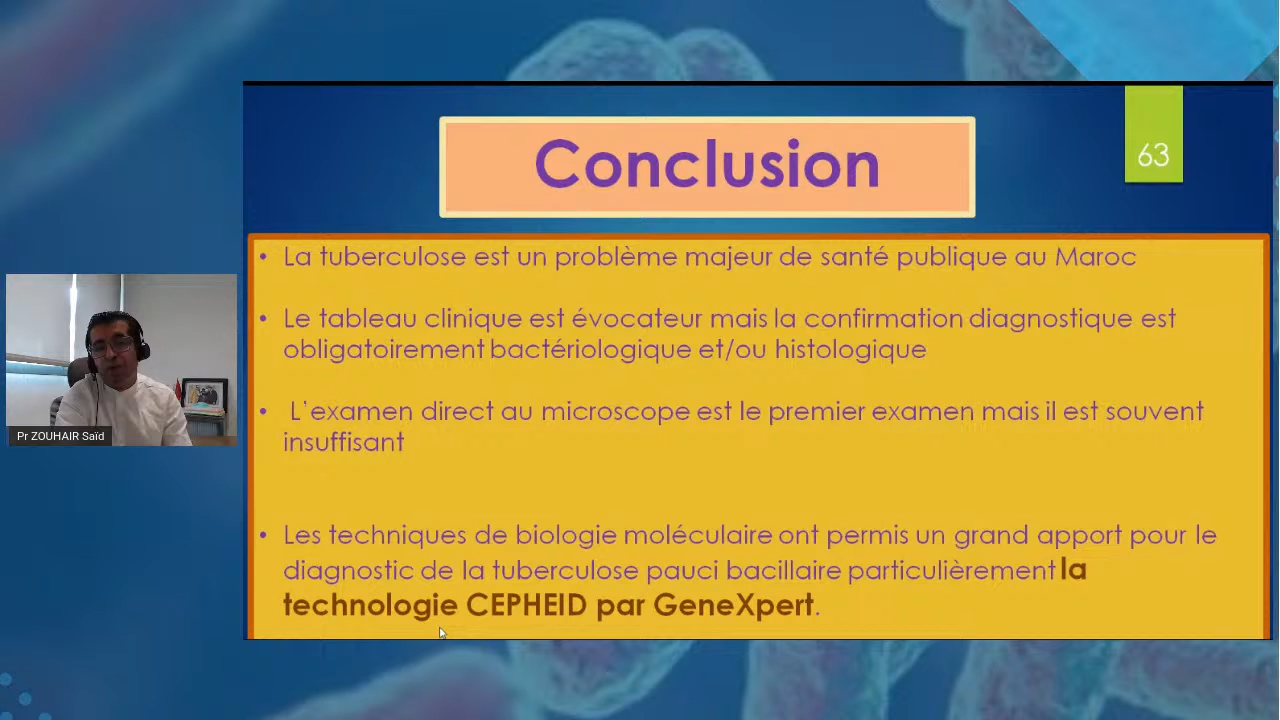 Conclusion
63
• La tuberculose est un problème majeur de santé publique au Maroc
• Le tableau clinique est évocateur mais la confirmation diagnostique est
obligatoirement bactériologique et/ou histologique
• L'examen direct au microscope est le premier examen mais il est souvent
insuffisant
• Les techniques de biologie moléculaire ont permis un grand apport pour le
diagnostic de la tuberculose pauci bacillaire particulièrement la
technologie CEPHEID par GeneXpert.
Pr ZOUHAIR Saïd